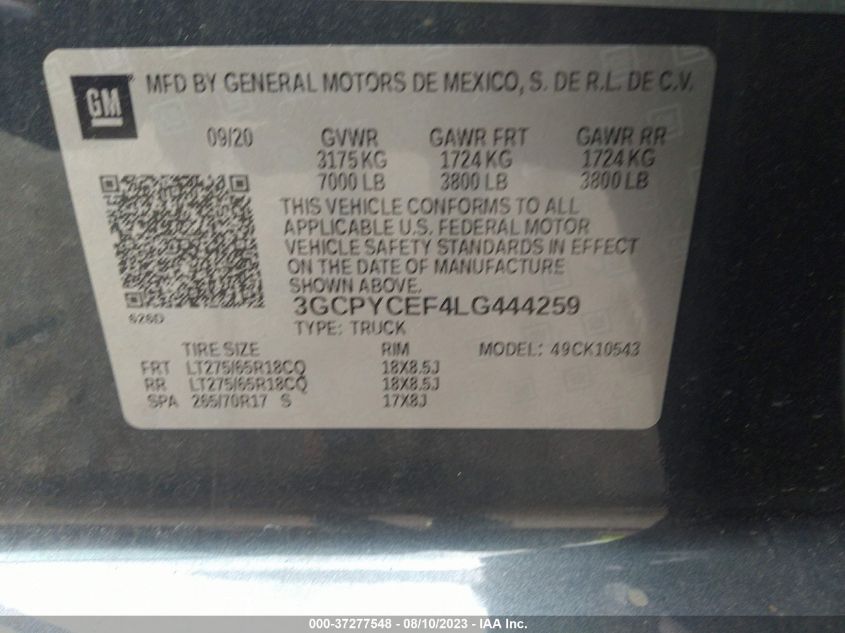 GM
MFD BY GENERAL MOTORS DE MEXICO, S. DE R.L. DE C.V.
09/20 GVWR GAWR FRT GAWR RR
3175 KG 1724 KG 1724 KG
7000 LB 3800 LB 3800 LB
THIS VEHICLE CONFORMS TO ALL
APPLICABLE U.S. FEDERAL MOTOR
VEHICLE SAFETY STANDARDS IN EFFECT
ON THE DATE OF MANUFACTURE
SHOWN ABOVE.
3GCPYCEF4LG444259
TYPE: TRUCK
626D
TIRE SIZE RIM MODEL: 49CK10543
FRT LT275/65R18CQ 18X8.5J
RR LT275/65R18CQ 18X8.5J
SPA 265/70R17 S 17X8J
000-37277548 - 08/10/2023 - IAA Inc.